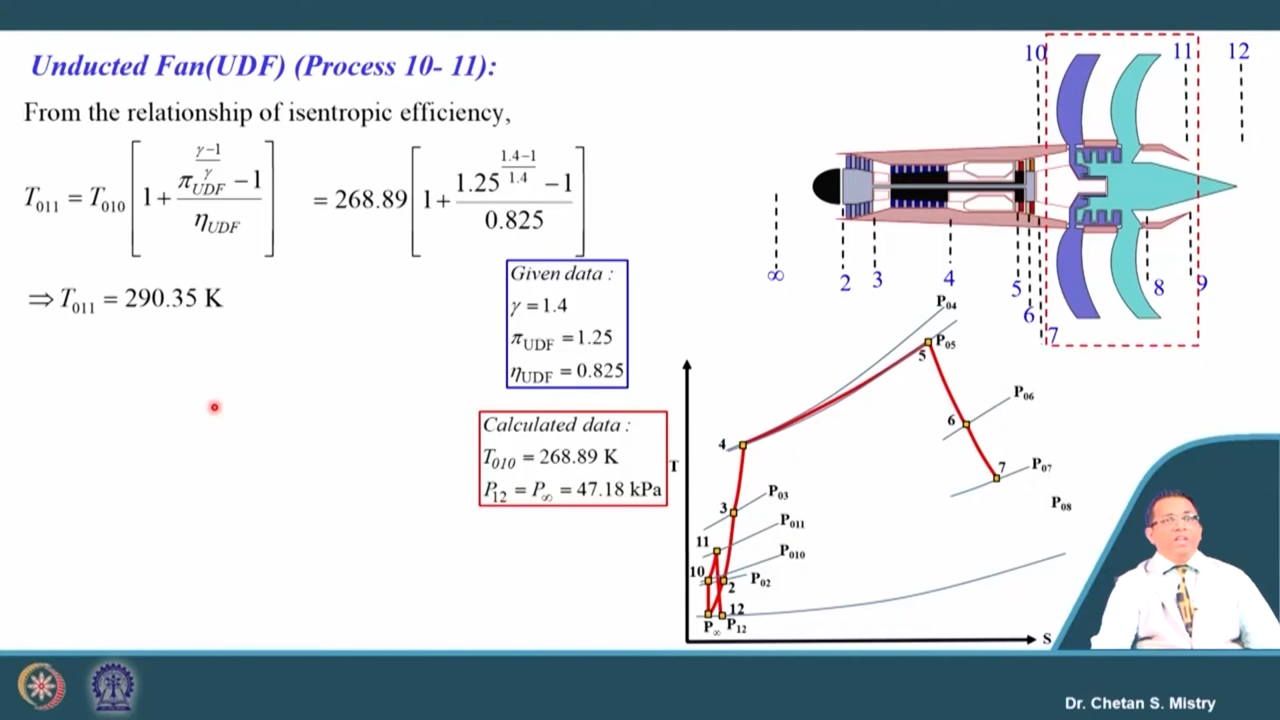 Unducted Fan(UDF) (Process 10- 11):
From the relationship of isentropic efficiency,
T₀₁₁ = T₀₁₀ [1 + (π_UDF^((γ−1)/γ) − 1) / η_UDF] = 268.89 [1 + (1.25^((1.4−1)/1.4) − 1) / 0.825]
⇒ T₀₁₁ = 290.35 K
Given data :
γ = 1.4
π_UDF = 1.25
η_UDF = 0.825
Calculated data :
T₀₁₀ = 268.89 K
P₁₂ = P∞ = 47.18 kPa
10 11 12
∞ 2 3 4 5 6 7 8 9
T
P₀₄
5 P₀₅
6 P₀₆
7 P₀₇
P₀₈
4
3 P₀₃
11 P₀₁₁
10 P₀₁₀
2 P₀₂
12
P∞ P₁₂
S
Dr. Chetan S. Mistry